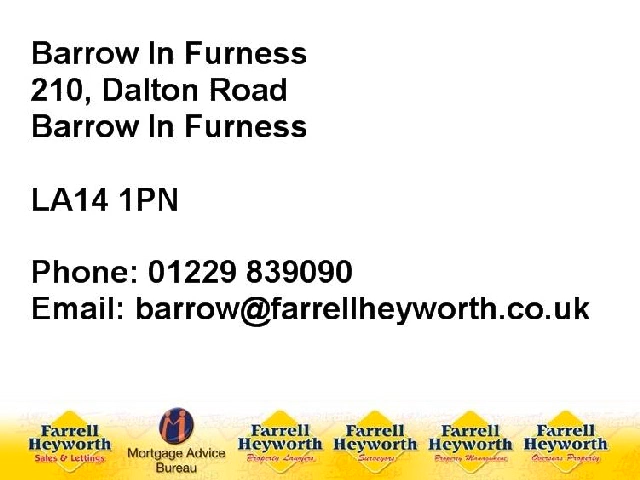 Barrow In Furness
210, Dalton Road
Barrow In Furness
LA14 1PN
Phone: 01229 839090
Email: barrow@farrellheyworth.co.uk
Farrell
Heyworth
Sales & Lettings
Mortgage Advice
Bureau
Farrell
Heyworth
Property Lawyers
Farrell
Heyworth
Surveyors
Farrell
Heyworth
Property Management
Farrell
Heyworth
Overseas Property